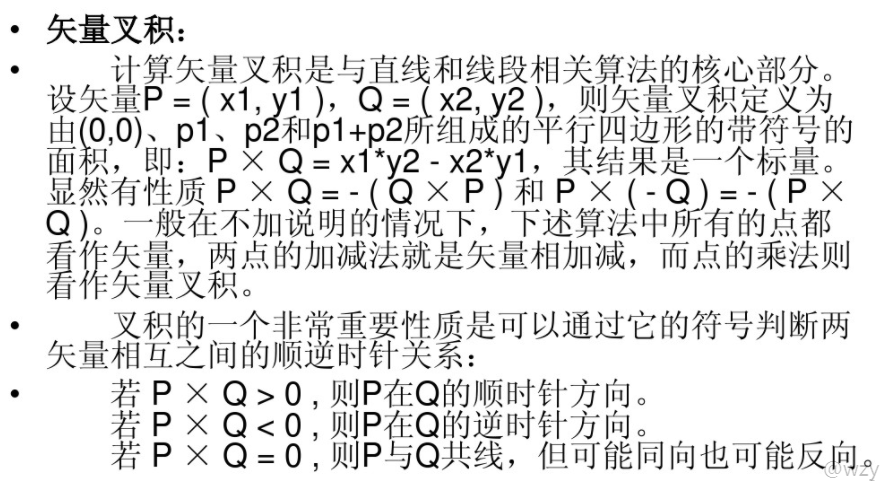 • 矢量叉积：
• 计算矢量叉积是与直线和线段相关算法的核心部分。
设矢量P = ( x1, y1 )，Q = ( x2, y2 )，则矢量叉积定义为
由(0,0)、p1、p2和p1+p2所组成的平行四边形的带符号的
面积，即：P × Q = x1*y2 - x2*y1，其结果是一个标量。
显然有性质 P × Q = - ( Q × P ) 和 P × ( - Q ) = - ( P ×
Q )。一般在不加说明的情况下，下述算法中所有的点都
看作矢量，两点的加减法就是矢量相加减，而点的乘法则
看作矢量叉积。
• 叉积的一个非常重要性质是可以通过它的符号判断两
矢量相互之间的顺逆时针关系：
• 若 P × Q > 0 , 则P在Q的顺时针方向。
若 P × Q < 0 , 则P在Q的逆时针方向。
若 P × Q = 0 , 则P与Q共线，但可能同向也可能反向。
@wzy